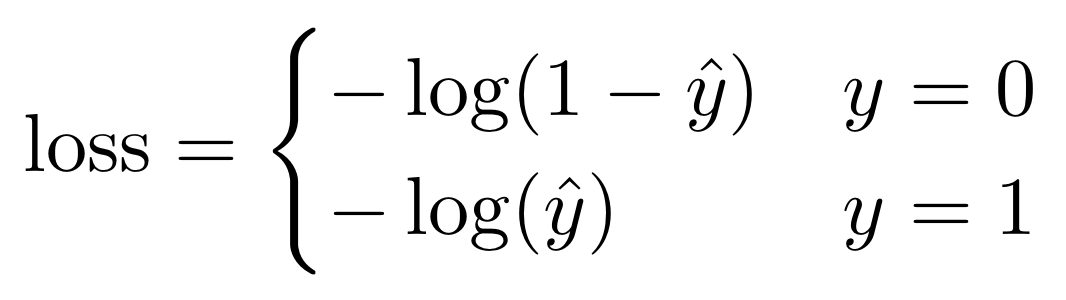 loss = { − log(1 − ŷ) y = 0
− log(ŷ) y = 1